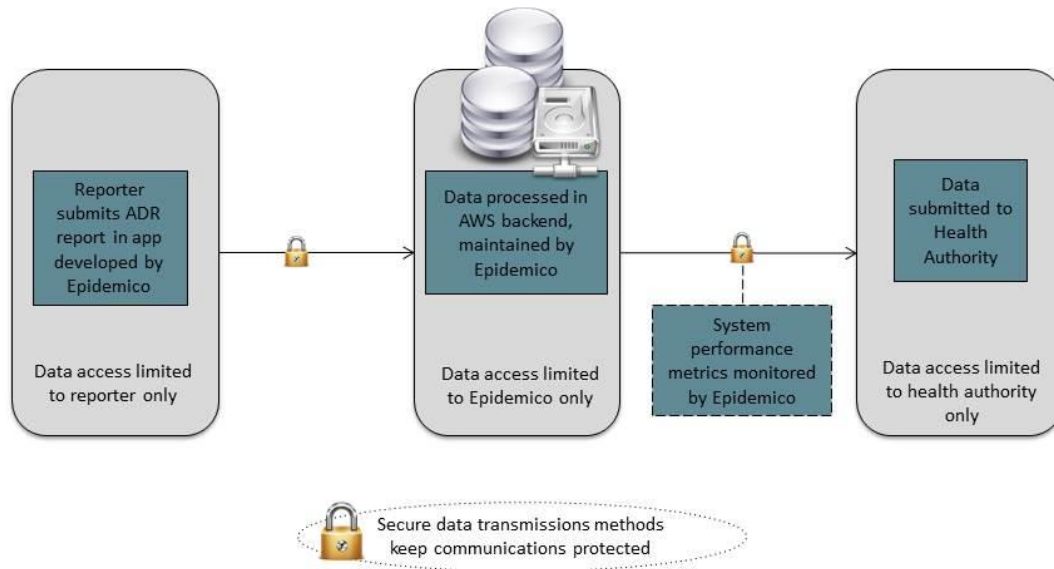 Reporter
submits ADR
report in app
developed by
Epidemico
Data access limited
to reporter only
Data processed in
AWS backend,
maintained by
Epidemico
Data access limited
to Epidemico only
System
performance
metrics monitored
by Epidemico
Data
submitted to
Health
Authority
Data access limited
to health authority
only
Secure data transmissions methods
keep communications protected